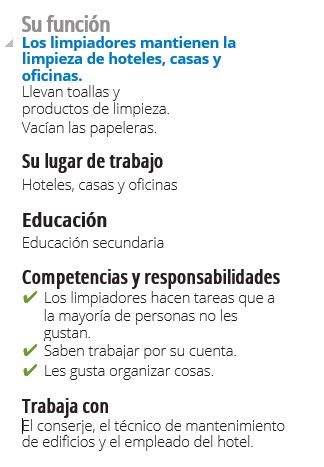 Su función
Los limpiadores mantienen la
limpieza de hoteles, casas y
oficinas.
Llevan toallas y
productos de limpieza.
Vacían las papeleras.
Su lugar de trabajo
Hoteles, casas y oficinas
Educación
Educación secundaria
Competencias y responsabilidades
✔ Los limpiadores hacen tareas que a
la mayoría de personas no les
gustan.
✔ Saben trabajar por su cuenta.
✔ Les gusta organizar cosas.
Trabaja con
El conserje, el técnico de mantenimiento
de edificios y el empleado del hotel.